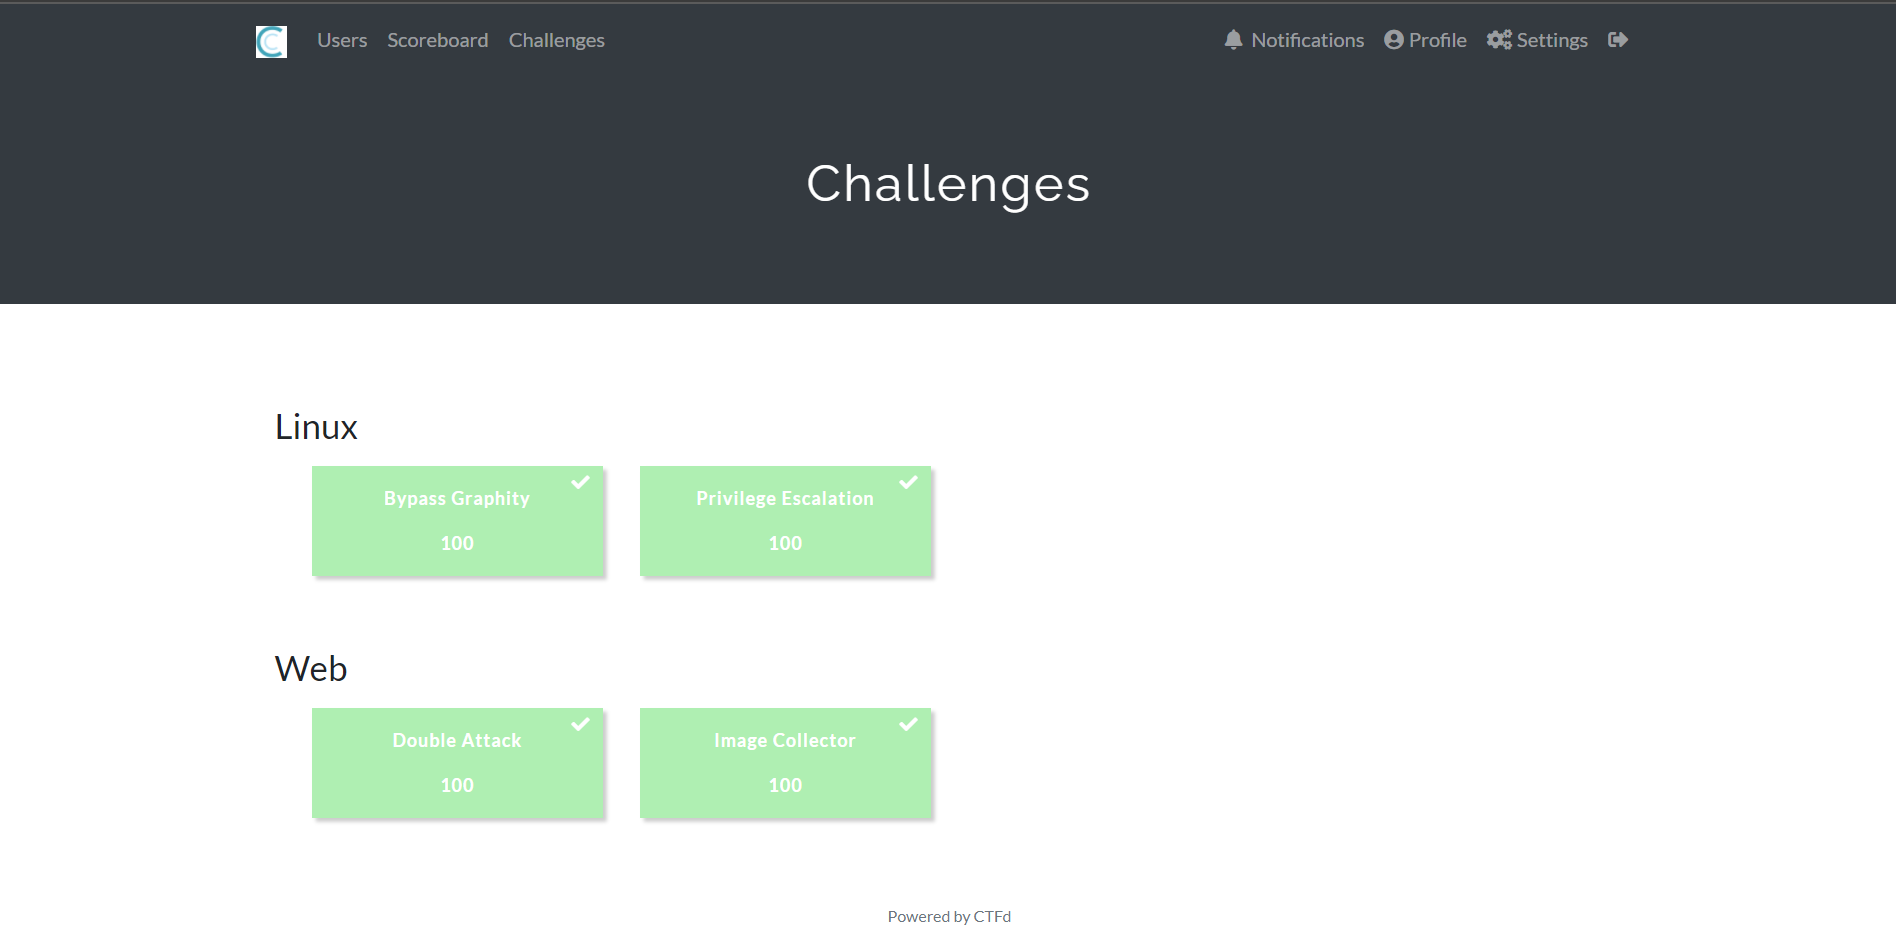 Users Scoreboard Challenges Notifications Profile Settings
Challenges
Linux
Bypass Graphity Privilege Escalation
100 100
Web
Double Attack Image Collector
100 100
Powered by CTFd